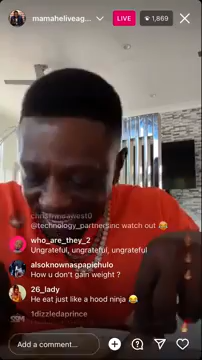 mamaheliveag...
LIVE
1,869
chrisfwaawest0
@technology_partnersinc watch out 😂
who_are_they_2
Ungrateful, ungrateful, ungrateful
alsoknownaspapichulo
How u don't gain weight ?
26_lady
He eat just like a hood ninja 😂
1dizzledaprince
Add a comment...